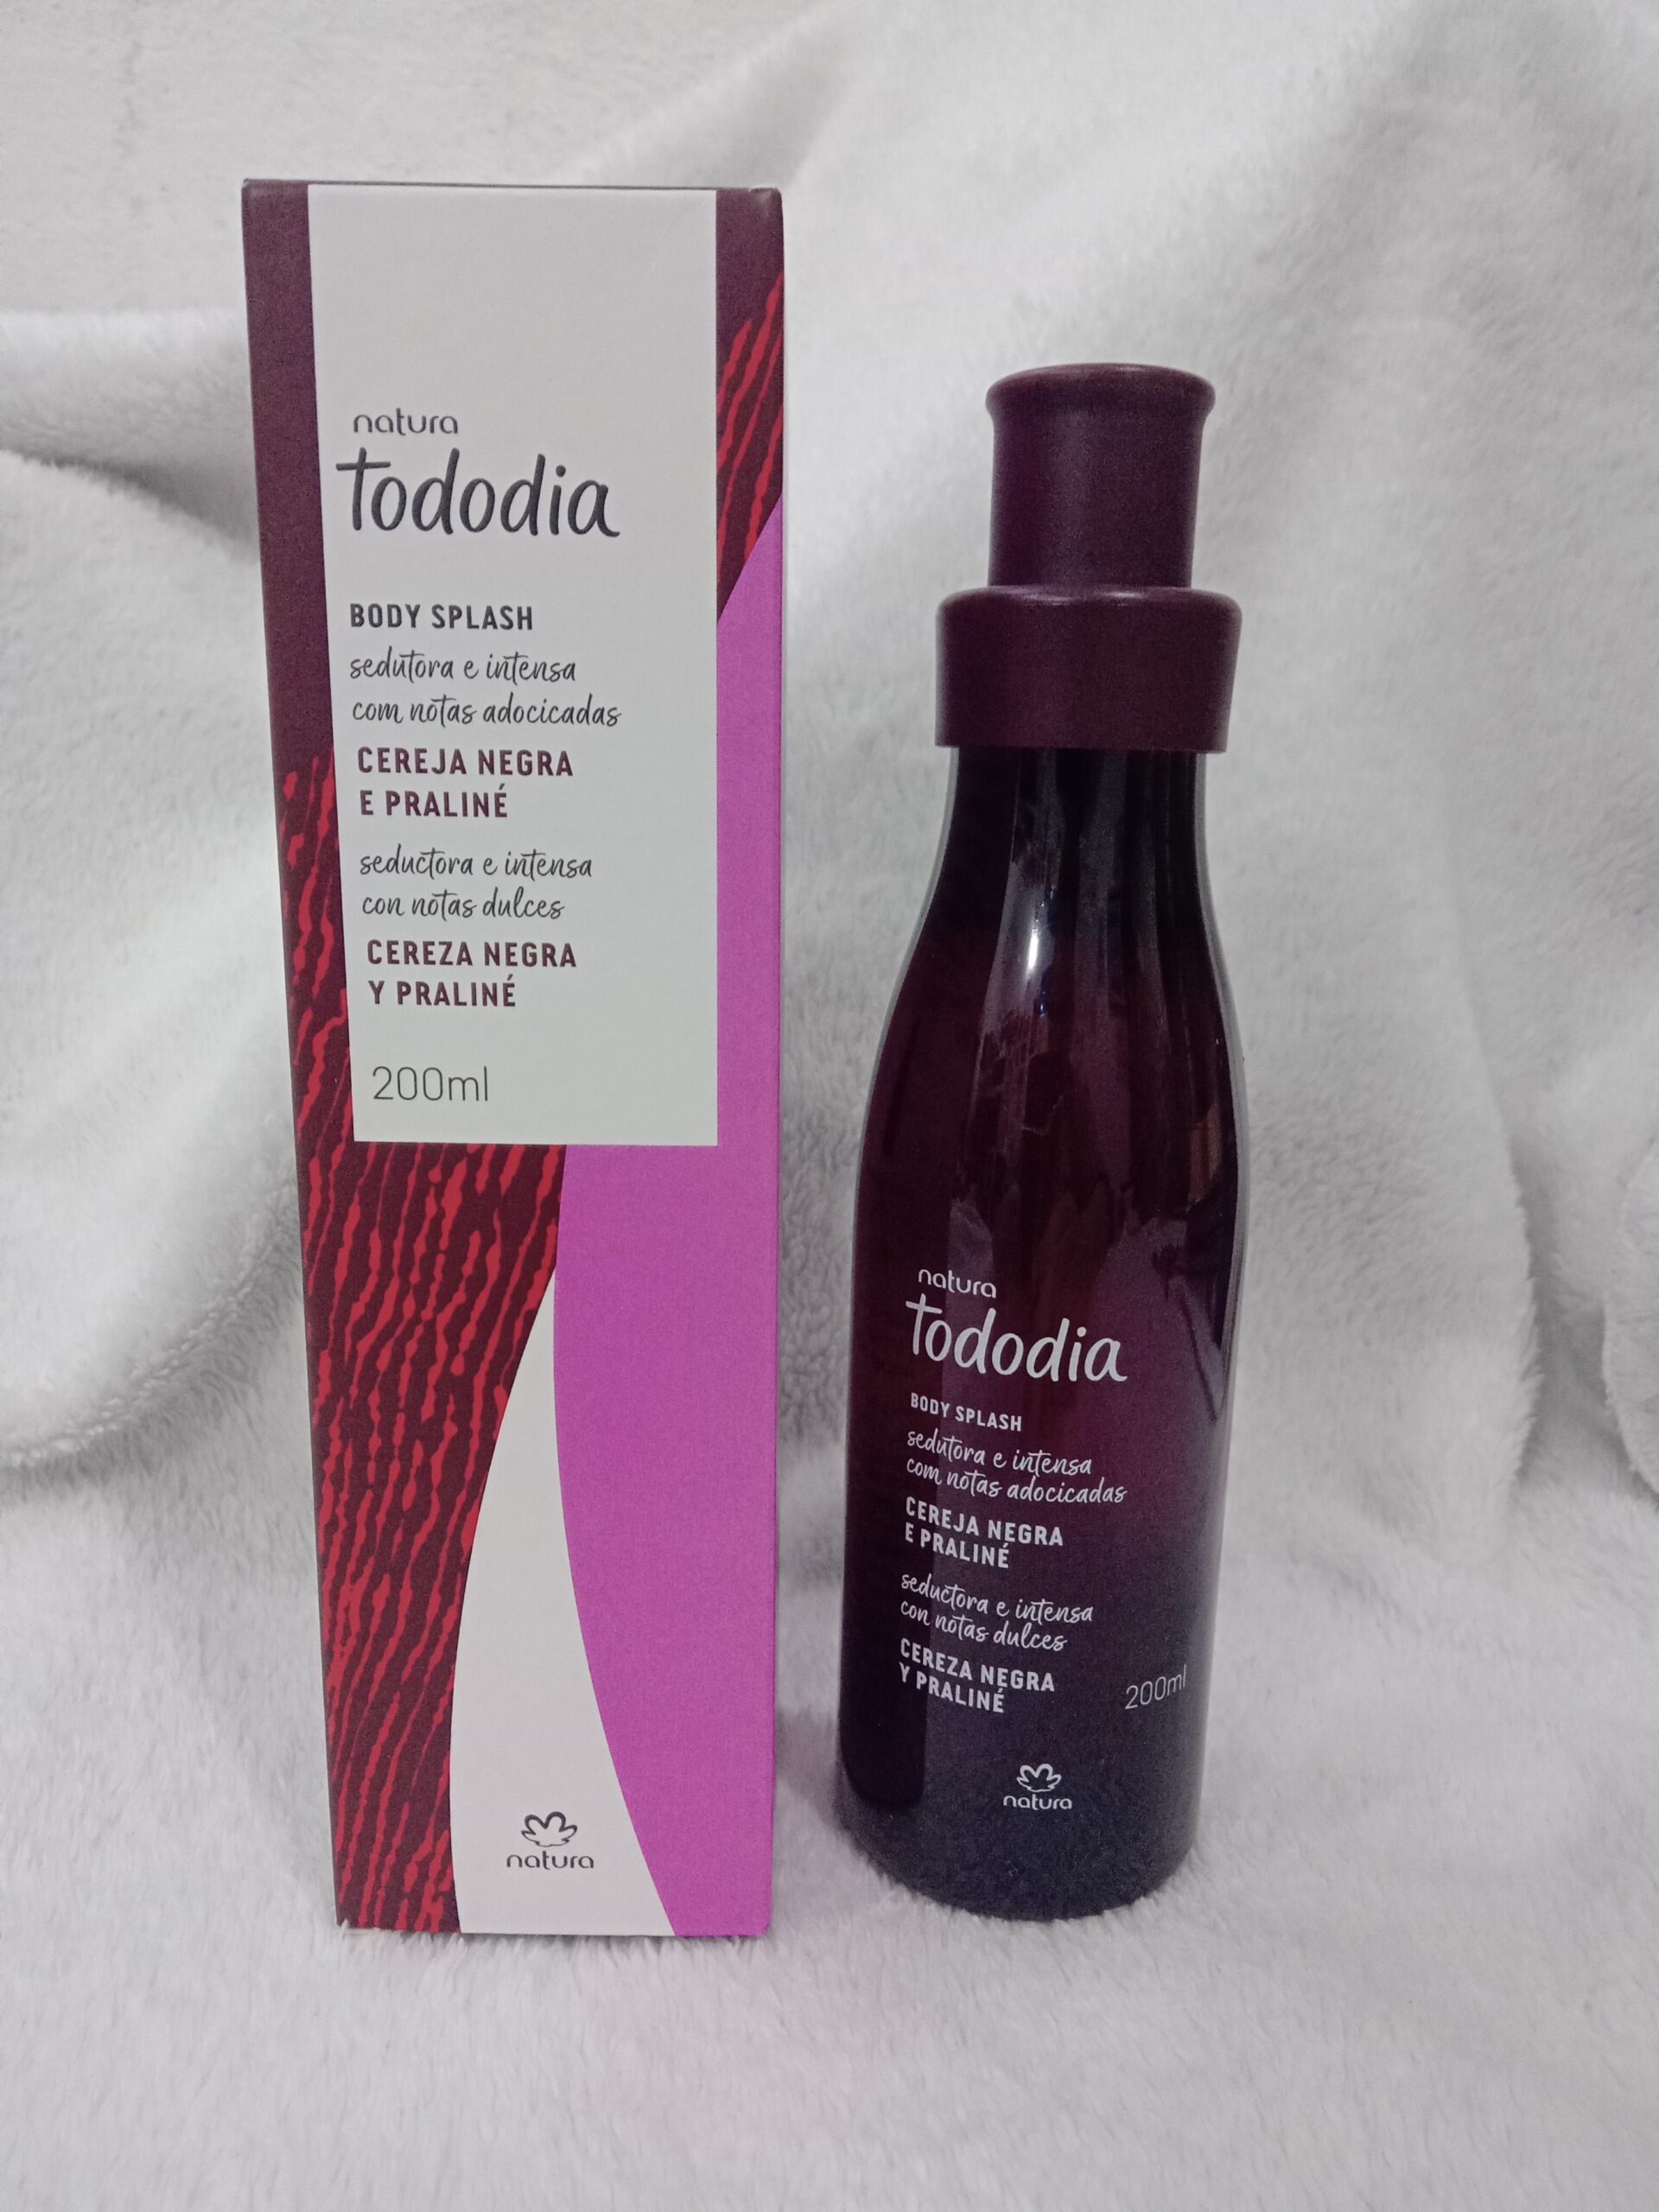 natura
Tododia
BODY SPLASH
sedutora e intensa
com notas adocicadas
CEREJA NEGRA
E PRALINÉ
seductora e intensa
con notas dulces
CEREZA NEGRA
Y PRALINÉ
200ml
natura
natura
Tododia
BODY SPLASH
sedutora e intensa
com notas adocicadas
CEREJA NEGRA
E PRALINÉ
seductora e intensa
con notas dulces
CEREZA NEGRA
Y PRALINÉ
200ml
natura